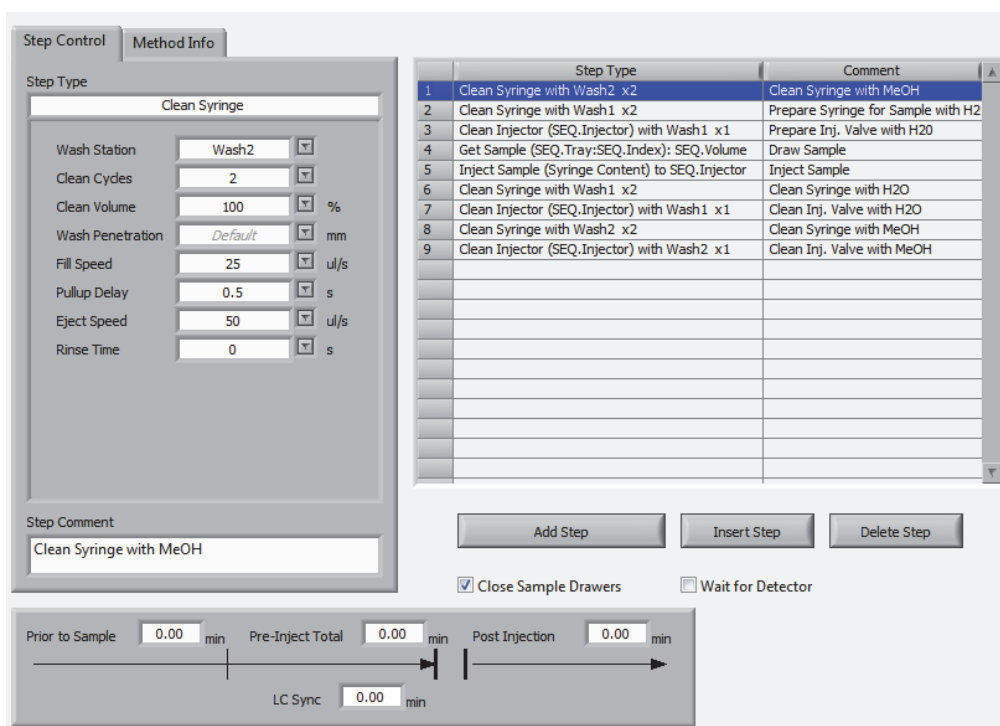 Step Control Method Info
Step Type
Clean Syringe
Wash Station Wash2
Clean Cycles 2
Clean Volume 100 %
Wash Penetration Default mm
Fill Speed 25 ul/s
Pullup Delay 0.5 s
Eject Speed 50 ul/s
Rinse Time 0 s
Step Comment
Clean Syringe with MeOH
Step Type Comment
1 Clean Syringe with Wash2 x2 Clean Syringe with MeOH
2 Clean Syringe with Wash1 x2 Prepare Syringe for Sample with H2
3 Clean Injector (SEQ.Injector) with Wash1 x1 Prepare Inj. Valve with H20
4 Get Sample (SEQ.Tray:SEQ.Index): SEQ.Volume Draw Sample
5 Inject Sample (Syringe Content) to SEQ.Injector Inject Sample
6 Clean Syringe with Wash1 x2 Clean Syringe with H2O
7 Clean Injector (SEQ.Injector) with Wash1 x1 Clean Inj. Valve with H2O
8 Clean Syringe with Wash2 x2 Clean Syringe with MeOH
9 Clean Injector (SEQ.Injector) with Wash2 x1 Clean Inj. Valve with MeOH
Add Step Insert Step Delete Step
Close Sample Drawers Wait for Detector
Prior to Sample 0.00 min Pre-Inject Total 0.00 min Post Injection 0.00 min
LC Sync 0.00 min